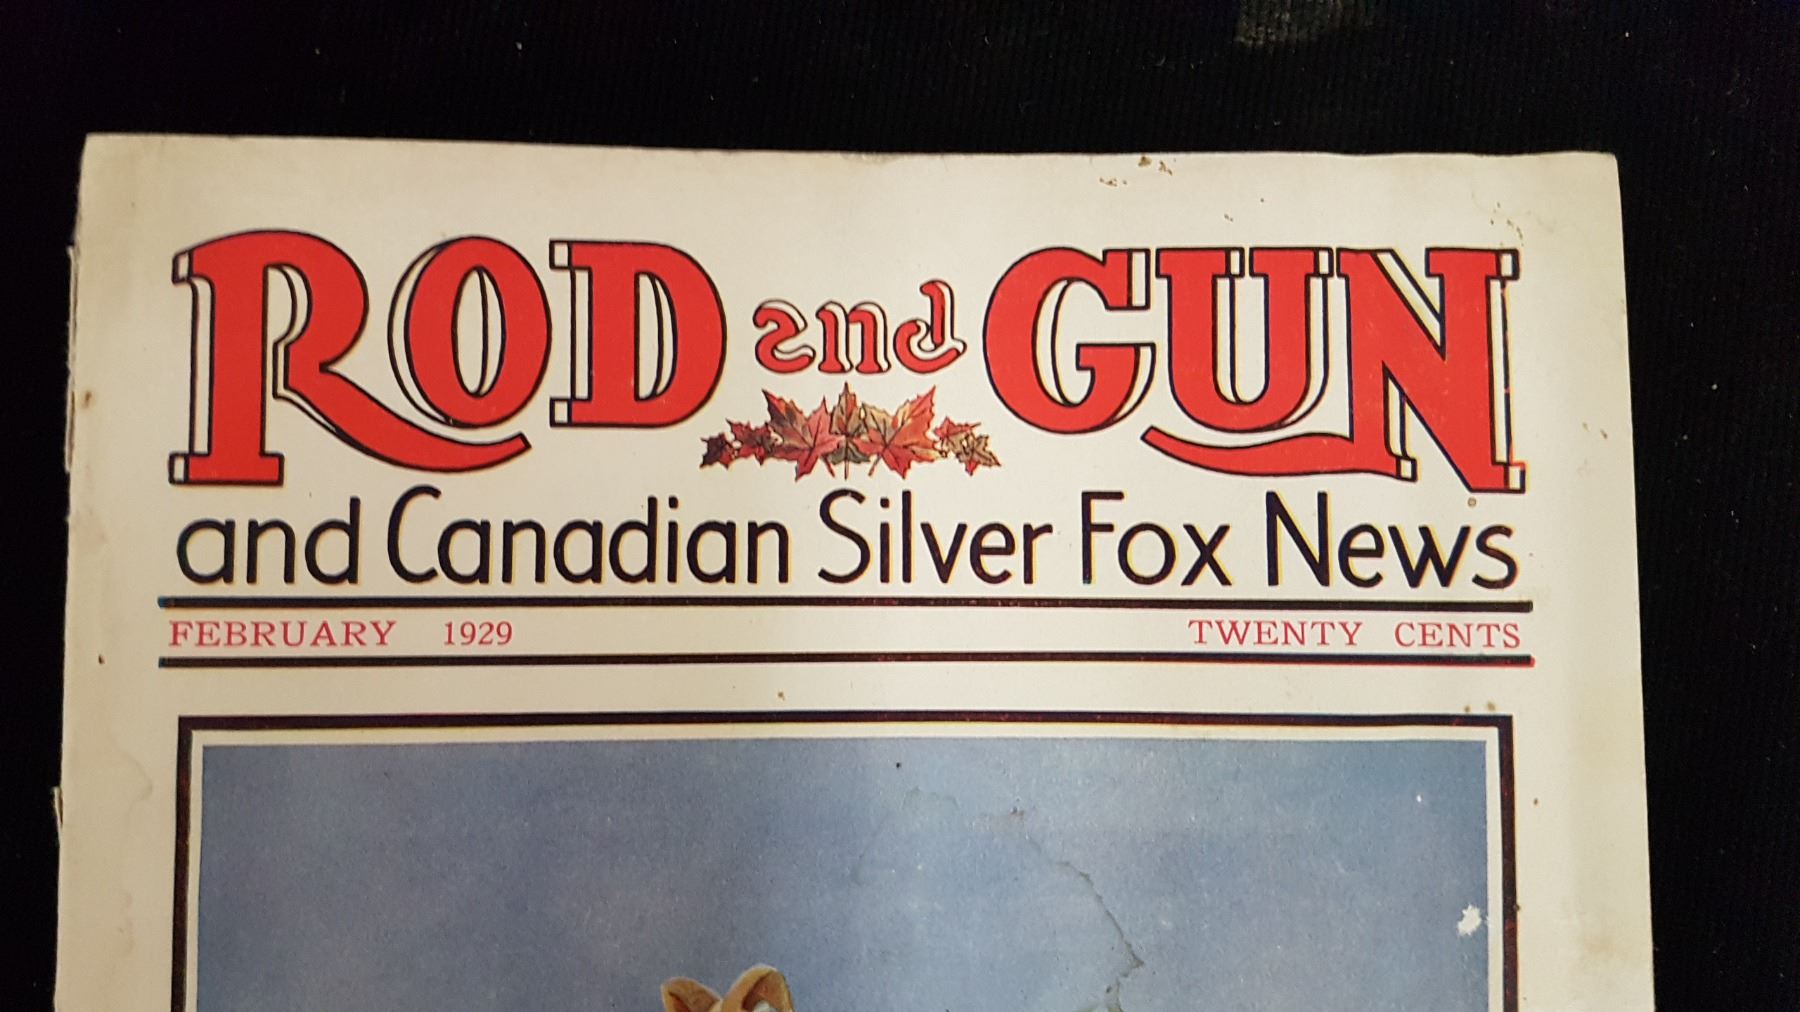 ROD and GUN
and Canadian Silver Fox News
FEBRUARY 1929 TWENTY CENTS